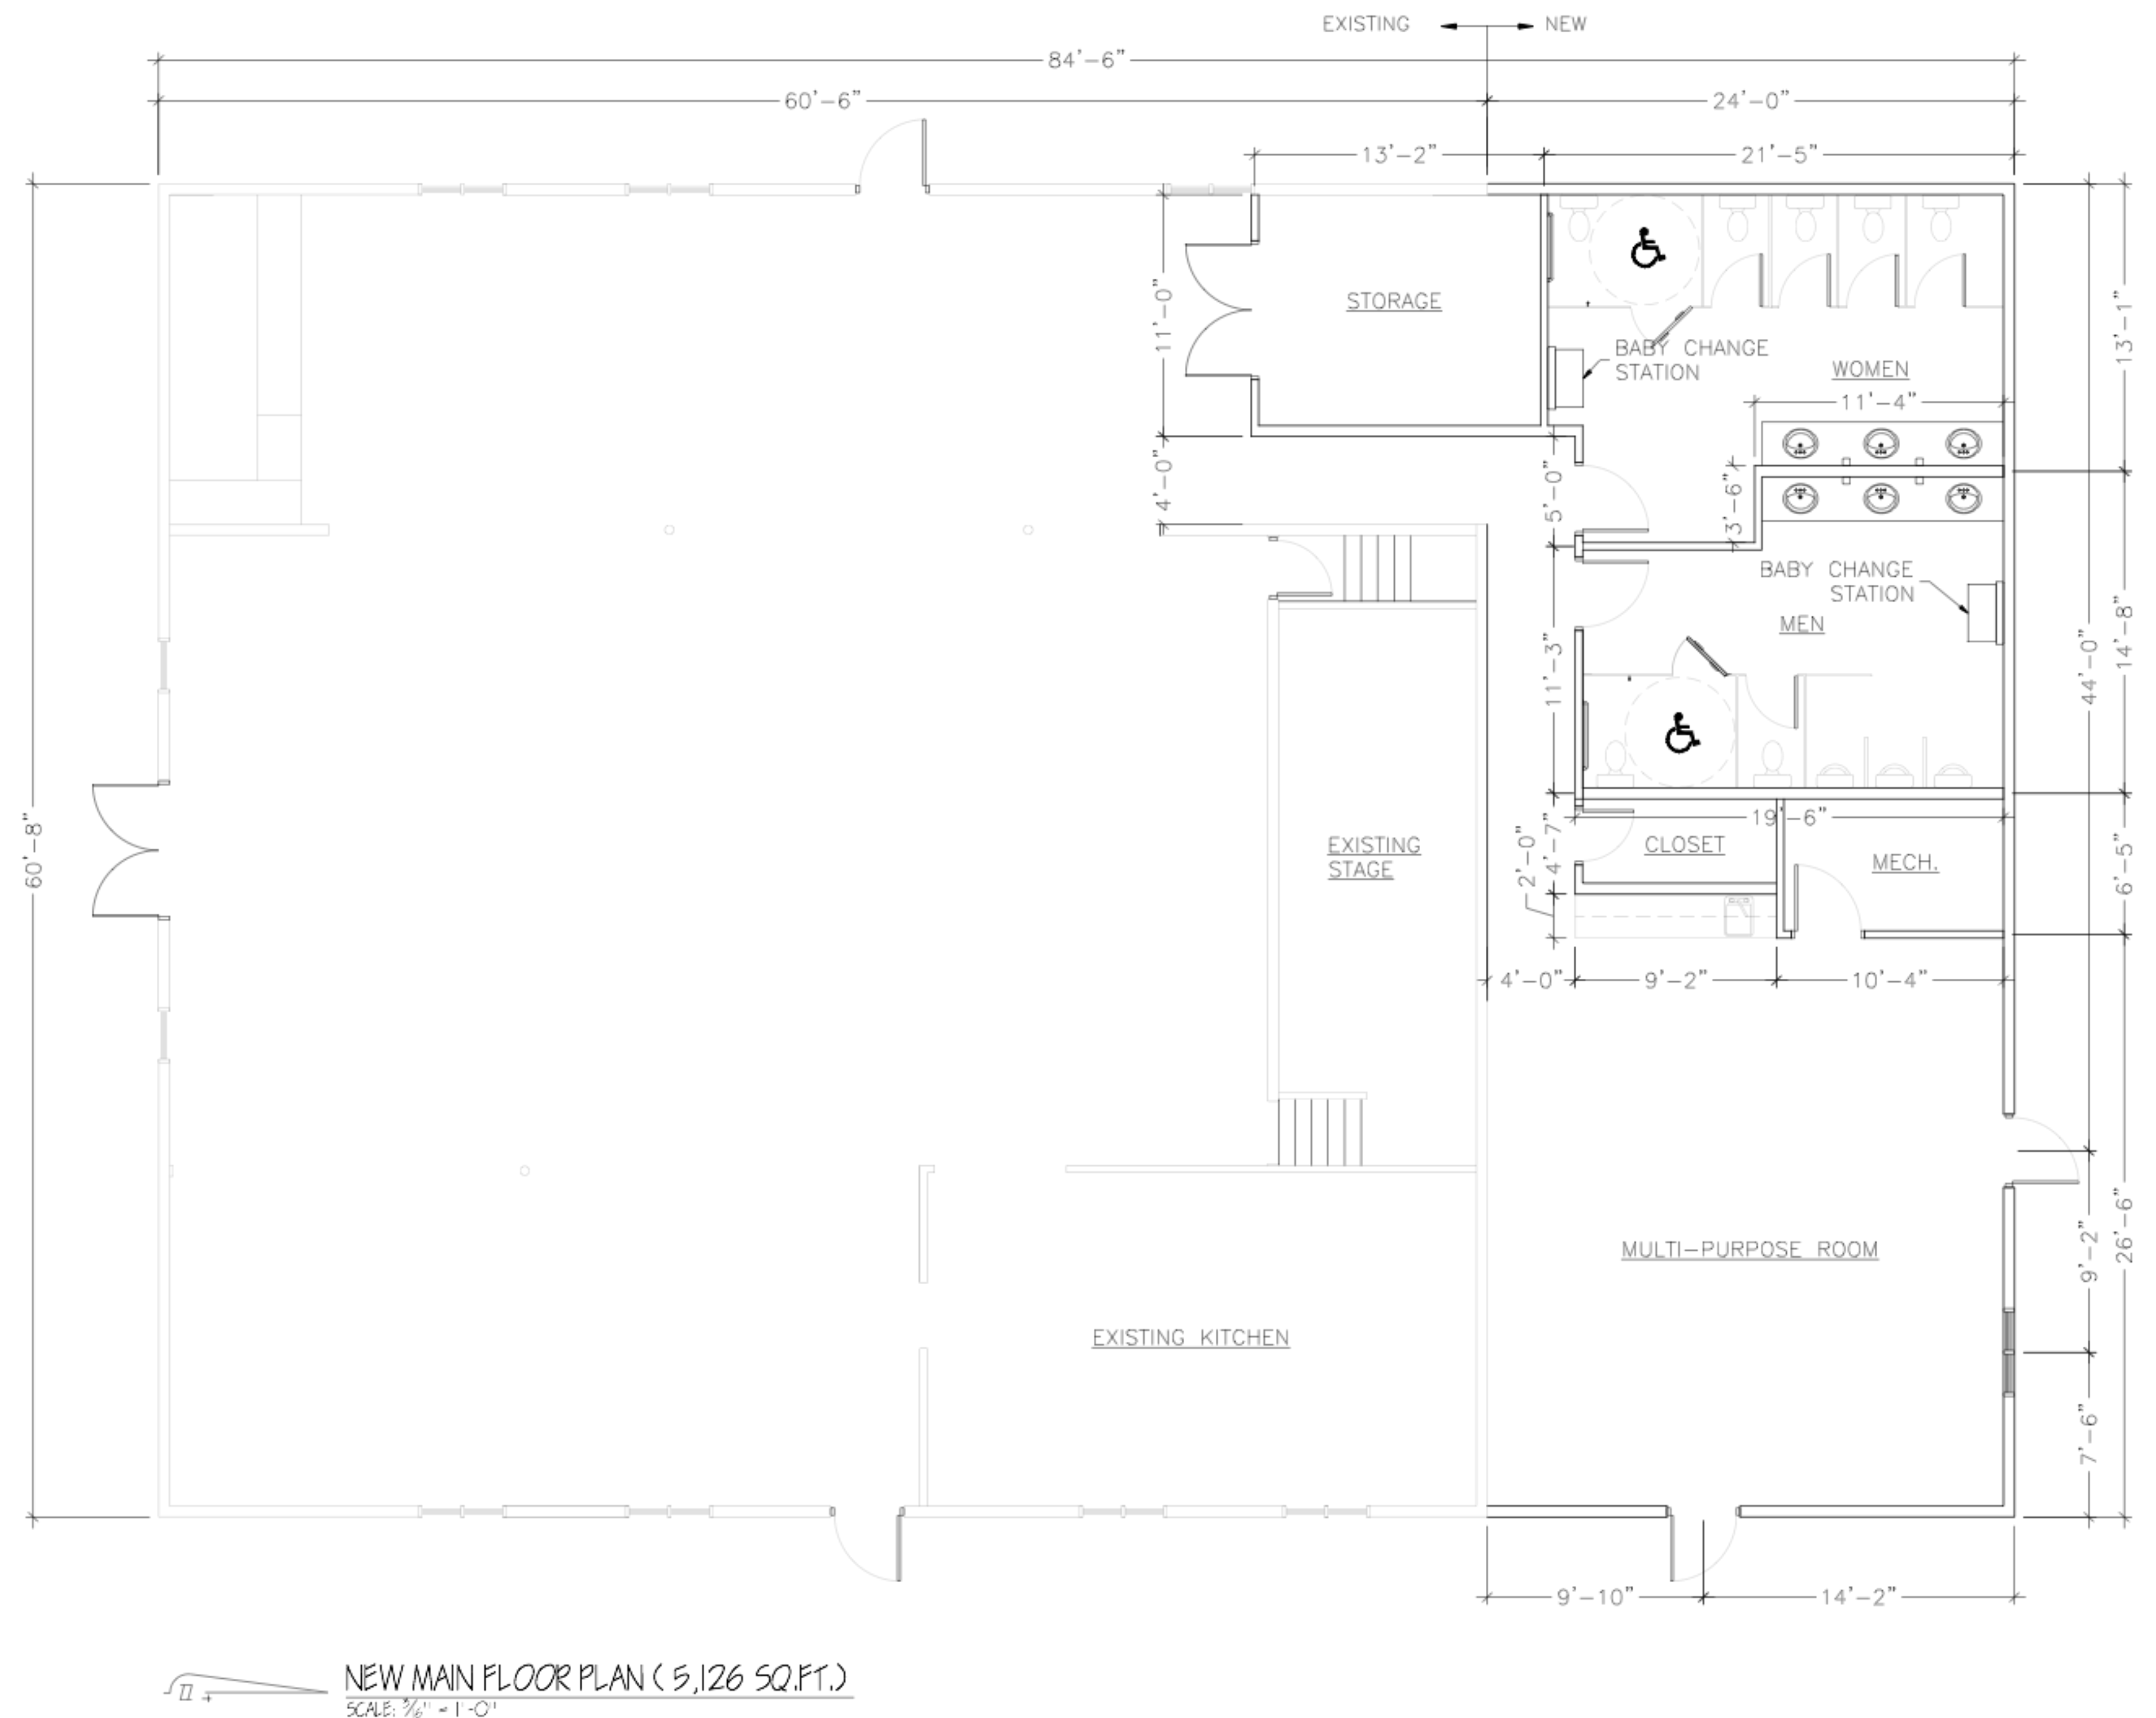 EXISTING NEW
84'-6"
60'-6" 24'-0"
13'-2" 21'-5"
STORAGE
11'-0"
4'-0"
BABY CHANGE
STATION
WOMEN
11'-4"
13'-1"
5'-0"
3'-6"
BABY CHANGE
STATION
MEN
14'-8"
44'-0"
11'-3"
19'-6"
CLOSET
MECH.
4'-7"
2'-0"
6'-5"
60'-8"
EXISTING
STAGE
4'-0" 9'-2" 10'-4"
MULTI-PURPOSE ROOM
26'-6"
9'-2"
EXISTING KITCHEN
7'-6"
9'-10" 14'-2"
NEW MAIN FLOOR PLAN ( 5,126 SQ.FT.)
SCALE: = 1'-0"